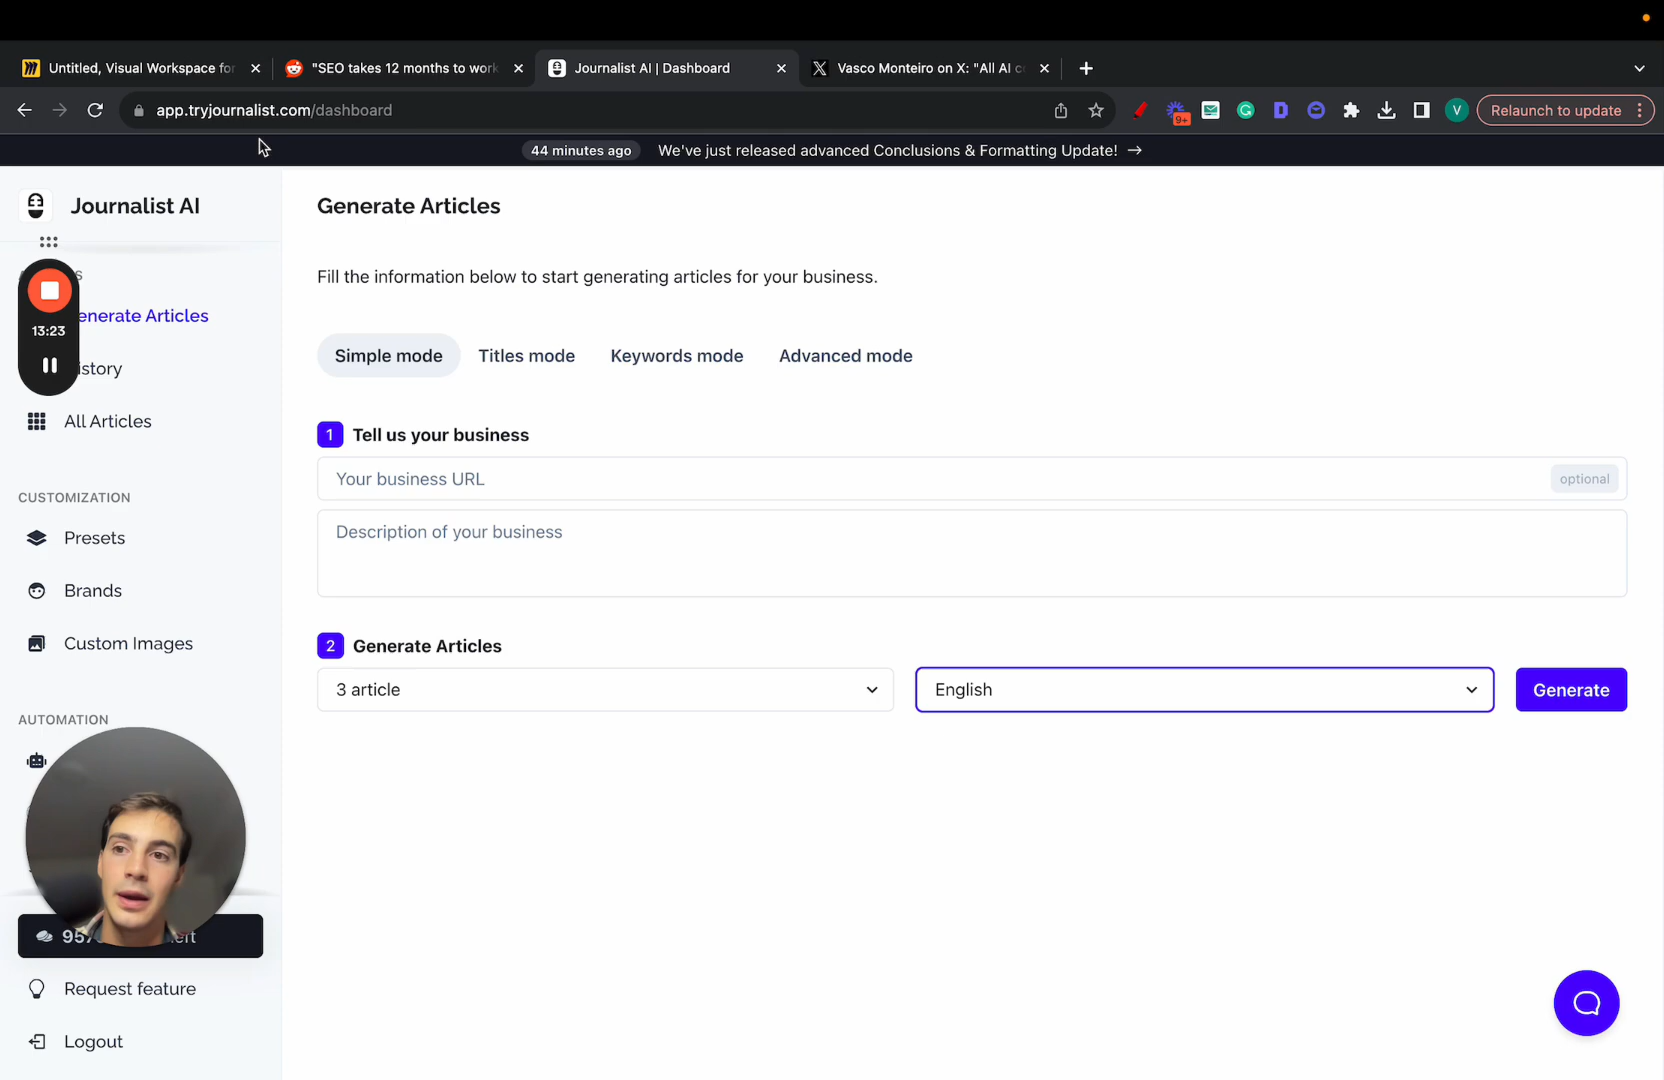 Untitled, Visual Workspace for
"SEO takes 12 months to work
Journalist AI | Dashboard
Vasco Monteiro on X: "All AI c
app.tryjournalist.com/dashboard
9+
V
Relaunch to update
44 minutes ago
We've just released advanced Conclusions & Formatting Update! →
Journalist AI
13:23
enerate Articles
istory
All Articles
CUSTOMIZATION
Presets
Brands
Custom Images
AUTOMATION
Request feature
Logout
Generate Articles
Fill the information below to start generating articles for your business.
Simple mode
Titles mode
Keywords mode
Advanced mode
1 Tell us your business
Your business URL
optional
Description of your business
2 Generate Articles
3 article
English
Generate